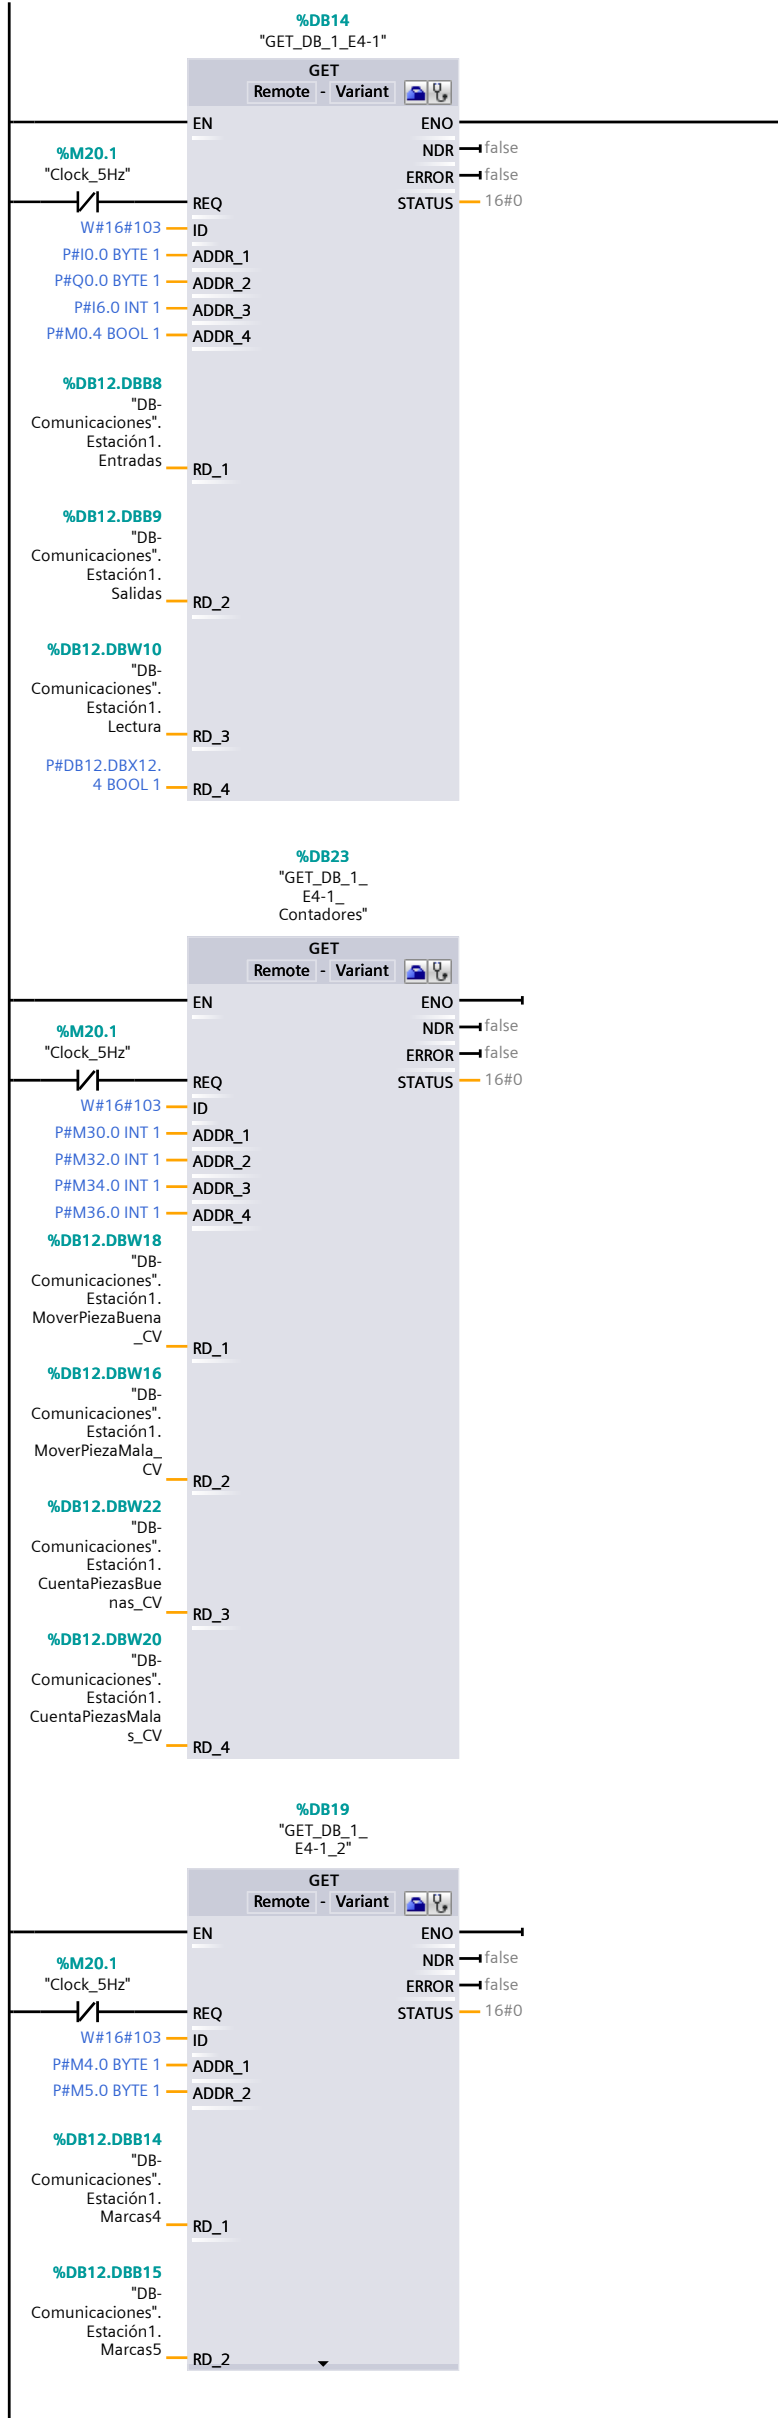 %DB14
"GET_DB_1_E4-1"
GET
Remote - Variant
EN ENO
NDR false
%M20.1
"Clock_5Hz"
ERROR false
REQ STATUS 16#0
W#16#103 ID
P#I0.0 BYTE 1 ADDR_1
P#Q0.0 BYTE 1 ADDR_2
P#I6.0 INT 1 ADDR_3
P#M0.4 BOOL 1 ADDR_4
%DB12.DBB8
"DB-
Comunicaciones".
Estación1.
Entradas RD_1
%DB12.DBB9
"DB-
Comunicaciones".
Estación1.
Salidas RD_2
%DB12.DBW10
"DB-
Comunicaciones".
Estación1.
Lectura RD_3
P#DB12.DBX12.
4 BOOL 1 RD_4
%DB23
"GET_DB_1_
E4-1_
Contadores"
GET
Remote - Variant
EN ENO
NDR false
%M20.1
"Clock_5Hz"
ERROR false
REQ STATUS 16#0
W#16#103 ID
P#M30.0 INT 1 ADDR_1
P#M32.0 INT 1 ADDR_2
P#M34.0 INT 1 ADDR_3
P#M36.0 INT 1 ADDR_4
%DB12.DBW18
"DB-
Comunicaciones".
Estación1.
MoverPiezaBuena
_CV RD_1
%DB12.DBW16
"DB-
Comunicaciones".
Estación1.
MoverPiezaMala_
CV RD_2
%DB12.DBW22
"DB-
Comunicaciones".
Estación1.
CuentaPiezasBue
nas_CV RD_3
%DB12.DBW20
"DB-
Comunicaciones".
Estación1.
CuentaPiezasMala
s_CV RD_4
%DB19
"GET_DB_1_
E4-1_2"
GET
Remote - Variant
EN ENO
NDR false
%M20.1
"Clock_5Hz"
ERROR false
REQ STATUS 16#0
W#16#103 ID
P#M4.0 BYTE 1 ADDR_1
P#M5.0 BYTE 1 ADDR_2
%DB12.DBB14
"DB-
Comunicaciones".
Estación1.
Marcas4 RD_1
%DB12.DBB15
"DB-
Comunicaciones".
Estación1.
Marcas5 RD_2